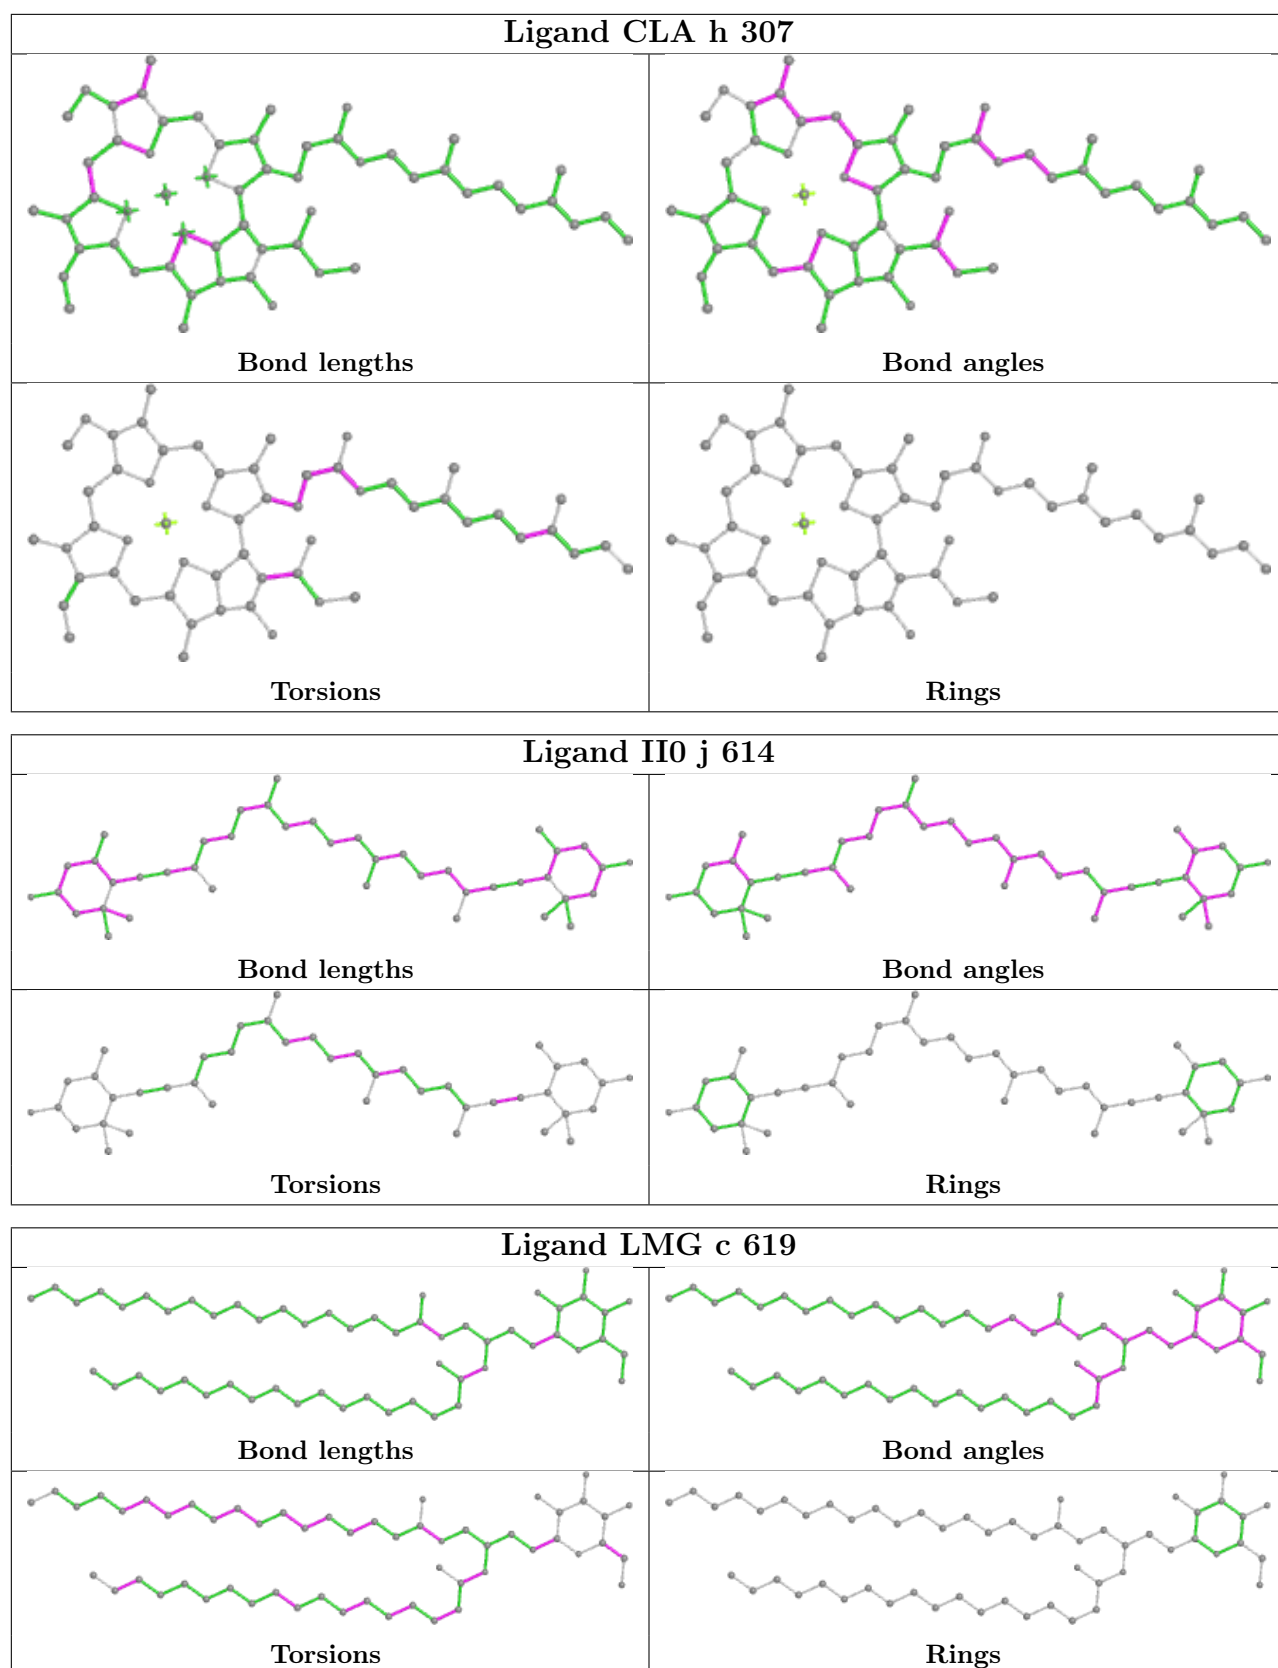 Ligand CLA h 307
Bond lengths
Bond angles
Torsions
Rings
Ligand II0 j 614
Bond lengths
Bond angles
Torsions
Rings
Ligand LMG c 619
Bond lengths
Bond angles
Torsions
Rings